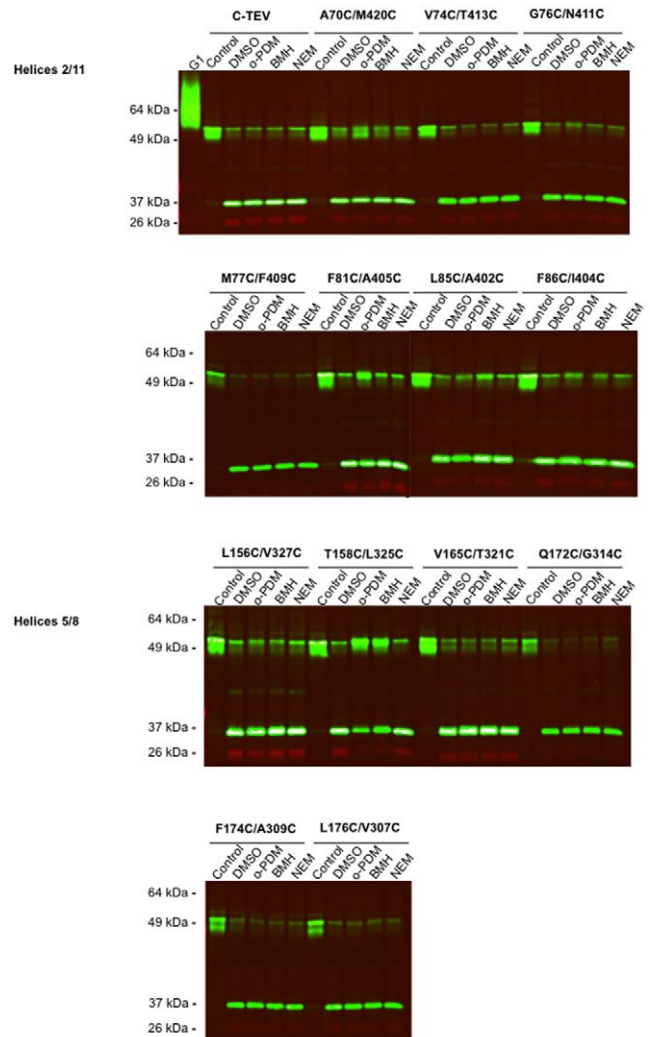 C-TEV A70C/M420C V74C/T413C G76C/N411C
G1 Control DMSO o-PDM BMH NEM Control DMSO o-PDM BMH NEM Control DMSO o-PDM BMH NEM Control DMSO o-PDM BMH NEM
Helices 2/11
64 kDa -
49 kDa -
37 kDa -
26 kDa -
M77C/F409C F81C/A405C L85C/A402C F86C/I404C
Control DMSO o-PDM BMH NEM Control DMSO o-PDM BMH NEM Control DMSO o-PDM BMH NEM Control DMSO o-PDM BMH NEM
64 kDa -
49 kDa -
37 kDa -
26 kDa -
L156C/V327C T158C/L325C V165C/T321C Q172C/G314C
Control DMSO o-PDM BMH NEM Control DMSO o-PDM BMH NEM Control DMSO o-PDM BMH NEM Control DMSO o-PDM BMH NEM
Helices 5/8
64 kDa -
49 kDa -
37 kDa -
26 kDa -
F174C/A309C L176C/V307C
Control DMSO o-PDM BMH NEM Control DMSO o-PDM BMH NEM
64 kDa -
49 kDa -
37 kDa -
26 kDa -